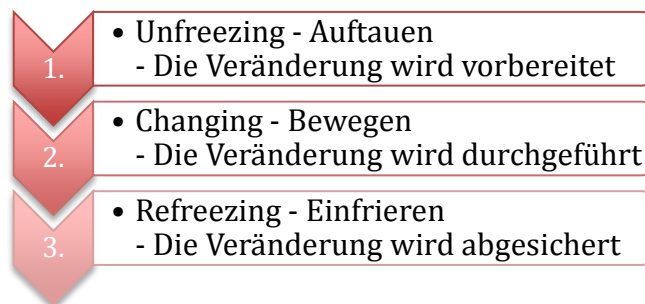 1.
• Unfreezing - Auftauen
- Die Veränderung wird vorbereitet
2.
• Changing - Bewegen
- Die Veränderung wird durchgeführt
3.
• Refreezing - Einfrieren
- Die Veränderung wird abgesichert